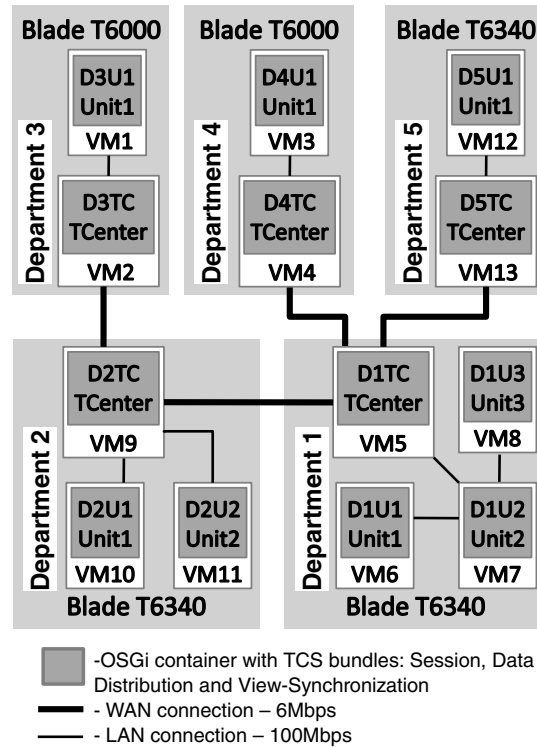 Blade T6000
Department 3
D3U1
Unit1
VM1
D3TC
TCenter
VM2
Blade T6000
Department 4
D4U1
Unit1
VM3
D4TC
TCenter
VM4
Blade T6340
Department 5
D5U1
Unit1
VM12
D5TC
TCenter
VM13
Department 2
D2TC
TCenter
VM9
D2U1
Unit1
VM10
D2U2
Unit2
VM11
Blade T6340
Department 1
D1TC
TCenter
VM5
D1U3
Unit3
VM8
D1U1
Unit1
VM6
D1U2
Unit2
VM7
Blade T6340
-OSGi container with TCS bundles: Session, Data
Distribution and View-Synchronization
- WAN connection – 6Mbps
- LAN connection – 100Mbps